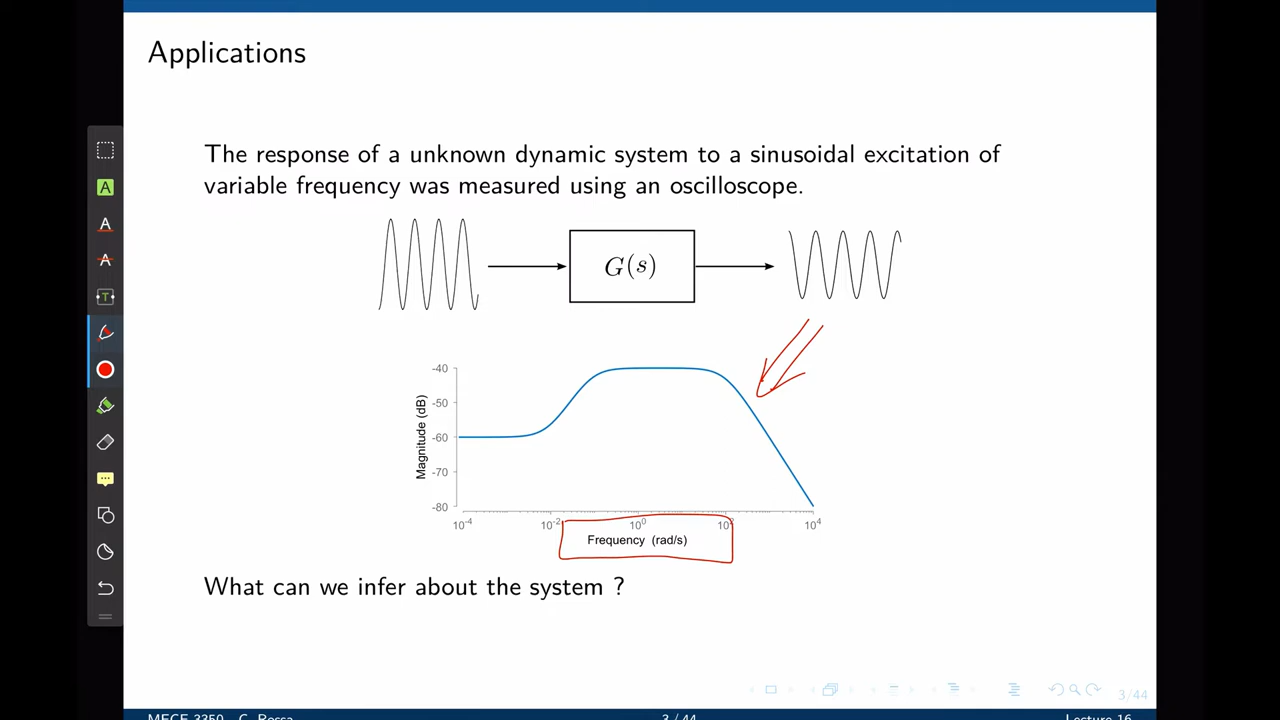 Applications
The response of a unknown dynamic system to a sinusoidal excitation of
variable frequency was measured using an oscilloscope.
G(s)
Magnitude (dB)
-40
-50
-60
-70
-80
10^-4 10^-2 10^0 10^2 10^4
Frequency (rad/s)
What can we infer about the system ?
3/44
MECE 3350 C. Rossa 3 / 44 Lecture 16
A
A
A
T